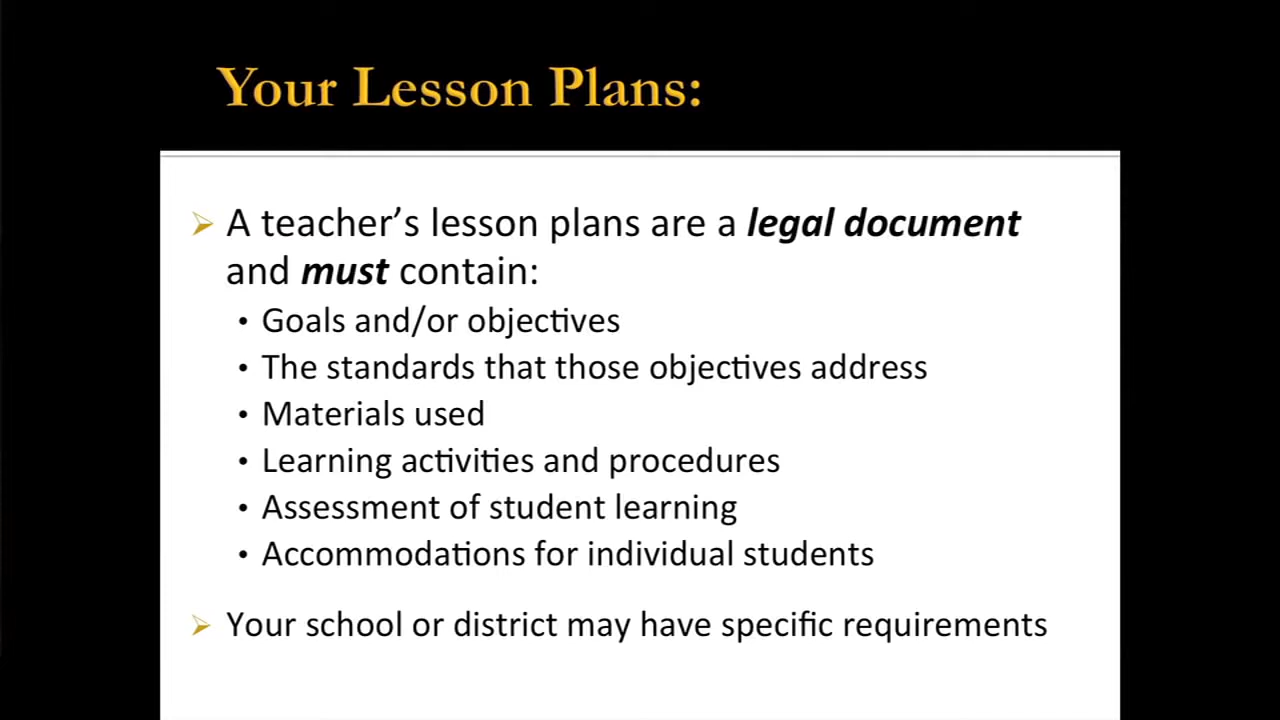 Your Lesson Plans:
➢ A teacher's lesson plans are a legal document
and must contain:
• Goals and/or objectives
• The standards that those objectives address
• Materials used
• Learning activities and procedures
• Assessment of student learning
• Accommodations for individual students
➢ Your school or district may have specific requirements